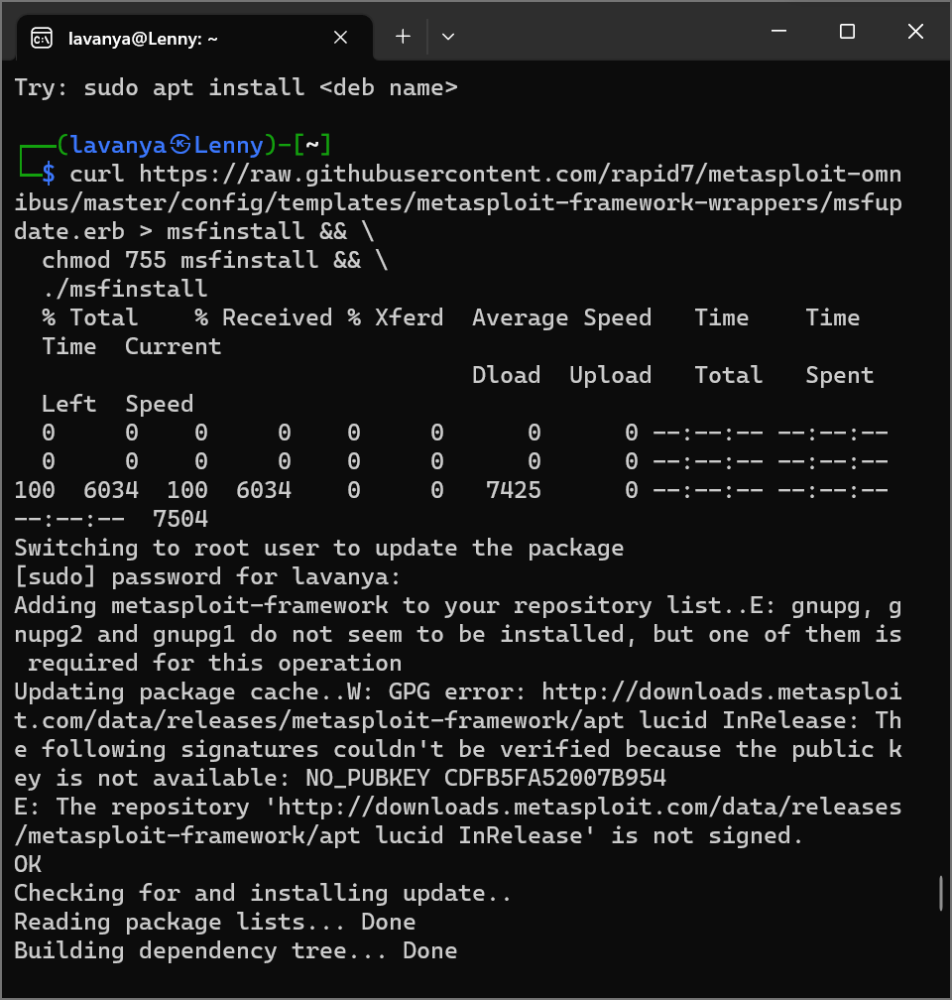 lavanya@Lenny: ~
Try: sudo apt install <deb name>
┌──(lavanya㉿Lenny)-[~]
└─$ curl https://raw.githubusercontent.com/rapid7/metasploit-omn
ibus/master/config/templates/metasploit-framework-wrappers/msfup
date.erb > msfinstall && \
  chmod 755 msfinstall && \
  ./msfinstall
  % Total    % Received % Xferd  Average Speed   Time    Time
  Time  Current
                                 Dload  Upload   Total   Spent
  Left  Speed
  0     0    0     0    0     0      0      0 --:--:-- --:--:--
  0     0    0     0    0     0      0      0 --:--:-- --:--:--
100  6034  100  6034    0     0   7425      0 --:--:-- --:--:--
--:--:--  7504
Switching to root user to update the package
[sudo] password for lavanya:
Adding metasploit-framework to your repository list..E: gnupg, g
nupg2 and gnupg1 do not seem to be installed, but one of them is
 required for this operation
Updating package cache..W: GPG error: http://downloads.metasploi
t.com/data/releases/metasploit-framework/apt lucid InRelease: Th
e following signatures couldn't be verified because the public k
ey is not available: NO_PUBKEY CDFB5FA52007B954
E: The repository 'http://downloads.metasploit.com/data/releases
/metasploit-framework/apt lucid InRelease' is not signed.
OK
Checking for and installing update..
Reading package lists... Done
Building dependency tree... Done